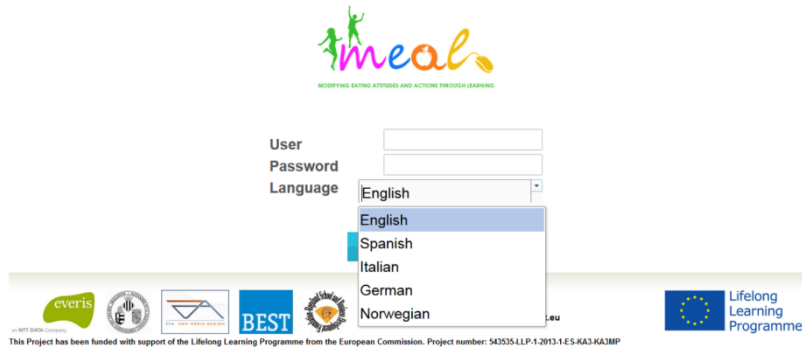 meal
MODIFYING EATING ATTITUDES AND ACTIONS THROUGH LEARNING
User
Password
Language
English
English
Spanish
Italian
German
Norwegian
.eu
everis
an NTT DATA Company
BEST
Lifelong
Learning
Programme
This Project has been funded with support of the Lifelong Learning Programme from the European Commission. Project number: 543535-LLP-1-2013-1-ES-KA3-KA3MP